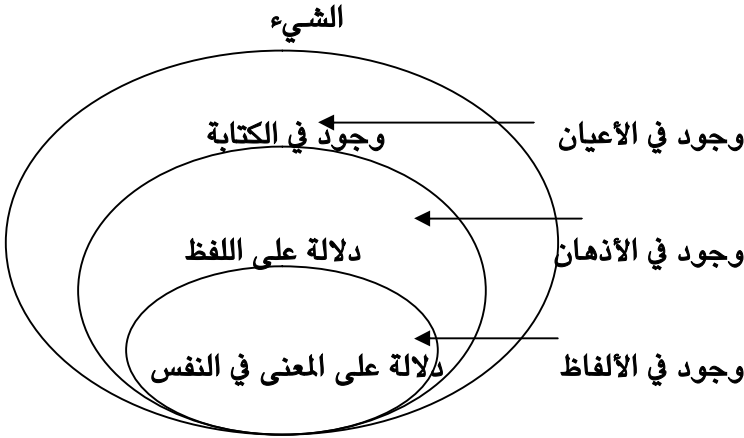 الشيء
وجود في الأعيان
وجود في الكتابة
وجود في الأذهان
دلالة على اللفظ
وجود في الألفاظ
دلالة على المعنى في النفس